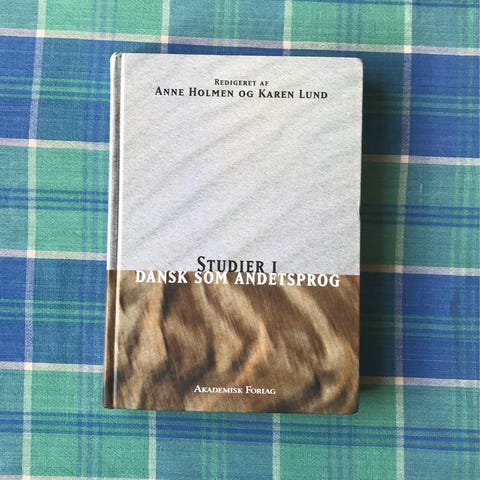 REDIGERET AF
ANNE HOLMEN OG KAREN LUND
STUDIER I
DANSK SOM ANDETSPROG
AKADEMISK FORLAG